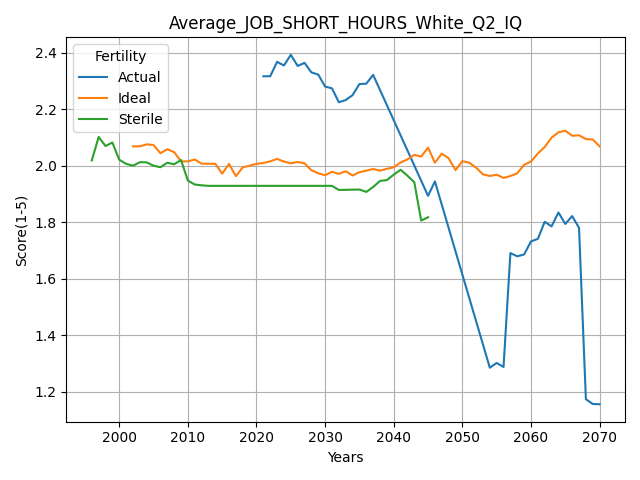 Average_JOB_SHORT_HOURS_White_Q2_IQ
Fertility
Actual
Ideal
Sterile
Score(1-5)
2.4
2.2
2.0
1.8
1.6
1.4
1.2
2000 2010 2020 2030 2040 2050 2060 2070
Years